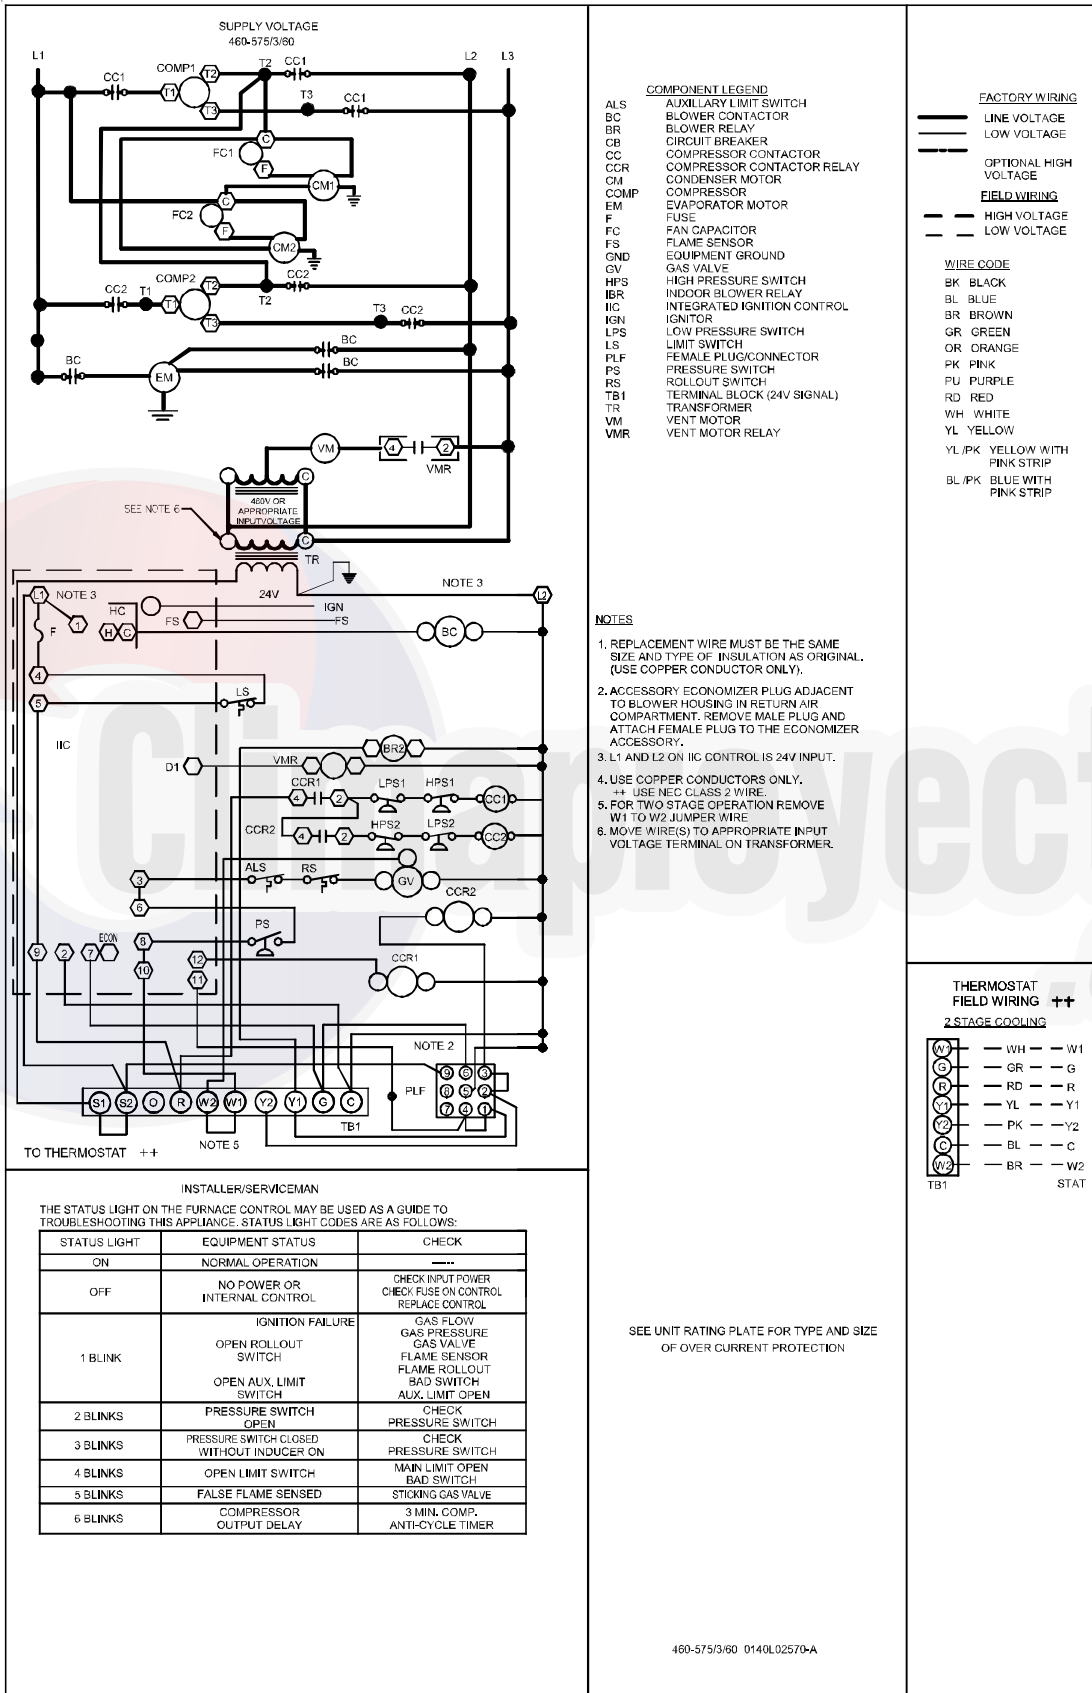 SUPPLY VOLTAGE
460-575/3/60
L1
L2
L3
CC1
COMP1
T2
T2
CC1
T1
T3
T3
CC1
C
FC1
F
CM1
C
FC2
F
CM2
CC2
T1
COMP2
T1
T2
T2
CC2
T3
T3
CC2
BC
BC
BC
EM
VM
4
2
VMR
C
460V OR
APPROPRIATE
INPUTVOLTAGE
SEE NOTE 6
C
TR
24V
NOTE 3
L1
NOTE 3
L2
HC
IGN
F
1
H
C
FS
FS
BC
4
5
LS
IIC
BR2
D1
VMR
CCR1
4
2
LPS1
HPS1
CC1
CCR2
4
2
HPS2
LPS2
CC2
3
ALS
RS
GV
CCR2
6
PS
9
2
7
ECON
8
10
12
11
CCR1
NOTE 2
PLF
9
6
3
8
5
2
7
4
1
S1
S2
O
R
W2
W1
Y2
Y1
G
C
TB1
NOTE 5
TO THERMOSTAT ++
INSTALLER/SERVICEMAN
THE STATUS LIGHT ON THE FURNACE CONTROL MAY BE USED AS A GUIDE TO
TROUBLESHOOTING THIS APPLIANCE. STATUS LIGHT CODES ARE AS FOLLOWS:
STATUS LIGHT EQUIPMENT STATUS CHECK
ON NORMAL OPERATION -----
OFF
NO POWER OR
INTERNAL CONTROL
CHECK INPUT POWER
CHECK FUSE ON CONTROL
REPLACE CONTROL
1 BLINK
IGNITION FAILURE
OPEN ROLLOUT
SWITCH
OPEN AUX. LIMIT
SWITCH
GAS FLOW
GAS PRESSURE
GAS VALVE
FLAME SENSOR
FLAME ROLLOUT
BAD SWITCH
AUX. LIMIT OPEN
2 BLINKS
PRESSURE SWITCH
OPEN
CHECK
PRESSURE SWITCH
3 BLINKS
PRESSURE SWITCH CLOSED
WITHOUT INDUCER ON
CHECK
PRESSURE SWITCH
4 BLINKS
OPEN LIMIT SWITCH
MAIN LIMIT OPEN
BAD SWITCH
5 BLINKS FALSE FLAME SENSED STICKING GAS VALVE
6 BLINKS
COMPRESSOR
OUTPUT DELAY
3 MIN. COMP.
ANTI-CYCLE TIMER
COMPONENT LEGEND
ALS AUXILLARY LIMIT SWITCH
BC BLOWER CONTACTOR
BR BLOWER RELAY
CB CIRCUIT BREAKER
CC COMPRESSOR CONTACTOR
CCR COMPRESSOR CONTACTOR RELAY
CM CONDENSER MOTOR
COMP COMPRESSOR
EM EVAPORATOR MOTOR
F FUSE
FC FAN CAPACITOR
FS FLAME SENSOR
GND EQUIPMENT GROUND
GV GAS VALVE
HPS HIGH PRESSURE SWITCH
IBR INDOOR BLOWER RELAY
IIC INTEGRATED IGNITION CONTROL
IGN IGNITOR
LPS LOW PRESSURE SWITCH
LS LIMIT SWITCH
PLF FEMALE PLUG/CONNECTOR
PS PRESSURE SWITCH
RS ROLLOUT SWITCH
TB1 TERMINAL BLOCK (24V SIGNAL)
TR TRANSFORMER
VM VENT MOTOR
VMR VENT MOTOR RELAY
NOTES
1. REPLACEMENT WIRE MUST BE THE SAME
SIZE AND TYPE OF INSULATION AS ORIGINAL.
(USE COPPER CONDUCTOR ONLY).
2. ACCESSORY ECONOMIZER PLUG ADJACENT
TO BLOWER HOUSING IN RETURN AIR
COMPARTMENT. REMOVE MALE PLUG AND
ATTACH FEMALE PLUG TO THE ECONOMIZER
ACCESSORY.
3. L1 AND L2 ON IIC CONTROL IS 24V INPUT.
4. USE COPPER CONDUCTORS ONLY.
++ USE NEC CLASS 2 WIRE.
5. FOR TWO STAGE OPERATION REMOVE
W1 TO W2 JUMPER WIRE
6. MOVE WIRE(S) TO APPROPRIATE INPUT
VOLTAGE TERMINAL ON TRANSFORMER.
SEE UNIT RATING PLATE FOR TYPE AND SIZE
OF OVER CURRENT PROTECTION
460-575/3/60 0140L02570-A
FACTORY WIRING
LINE VOLTAGE
LOW VOLTAGE
OPTIONAL HIGH
VOLTAGE
FIELD WIRING
HIGH VOLTAGE
LOW VOLTAGE
WIRE CODE
BK BLACK
BL BLUE
BR BROWN
GR GREEN
OR ORANGE
PK PINK
PU PURPLE
RD RED
WH WHITE
YL YELLOW
YL /PK YELLOW WITH
PINK STRIP
BL /PK BLUE WITH
PINK STRIP
THERMOSTAT
FIELD WIRING ++
2 STAGE COOLING
W1 WH W1
G GR G
R RD R
Y1 YL Y1
Y2 PK Y2
C BL C
W2 BR W2
TB1 STAT
Climaproyect